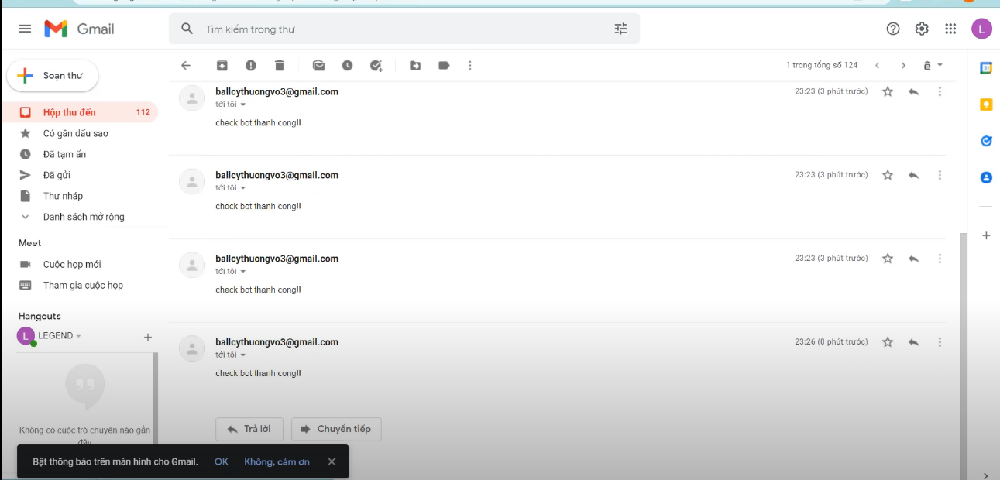 Gmail
Tìm kiếm trong thư
Soạn thư
1 trong tổng số 124
Hộp thư đến 112
Có gắn dấu sao
Đã tạm ẩn
Đã gửi
Thư nháp
Danh sách mở rộng
Meet
Cuộc họp mới
Tham gia cuộc họp
Hangouts
L LEGEND
Không có cuộc trò chuyện nào gần
đây
L
31
ballcythuongvo3@gmail.com 23:23 (3 phút trước)
tới tôi
check bot thanh cong!!
ballcythuongvo3@gmail.com 23:23 (3 phút trước)
tới tôi
check bot thanh cong!!
ballcythuongvo3@gmail.com 23:23 (3 phút trước)
tới tôi
check bot thanh cong!!
ballcythuongvo3@gmail.com 23:26 (0 phút trước)
tới tôi
check bot thanh cong!!
Trả lời Chuyển tiếp
Bật thông báo trên màn hình cho Gmail. OK Không, cảm ơn